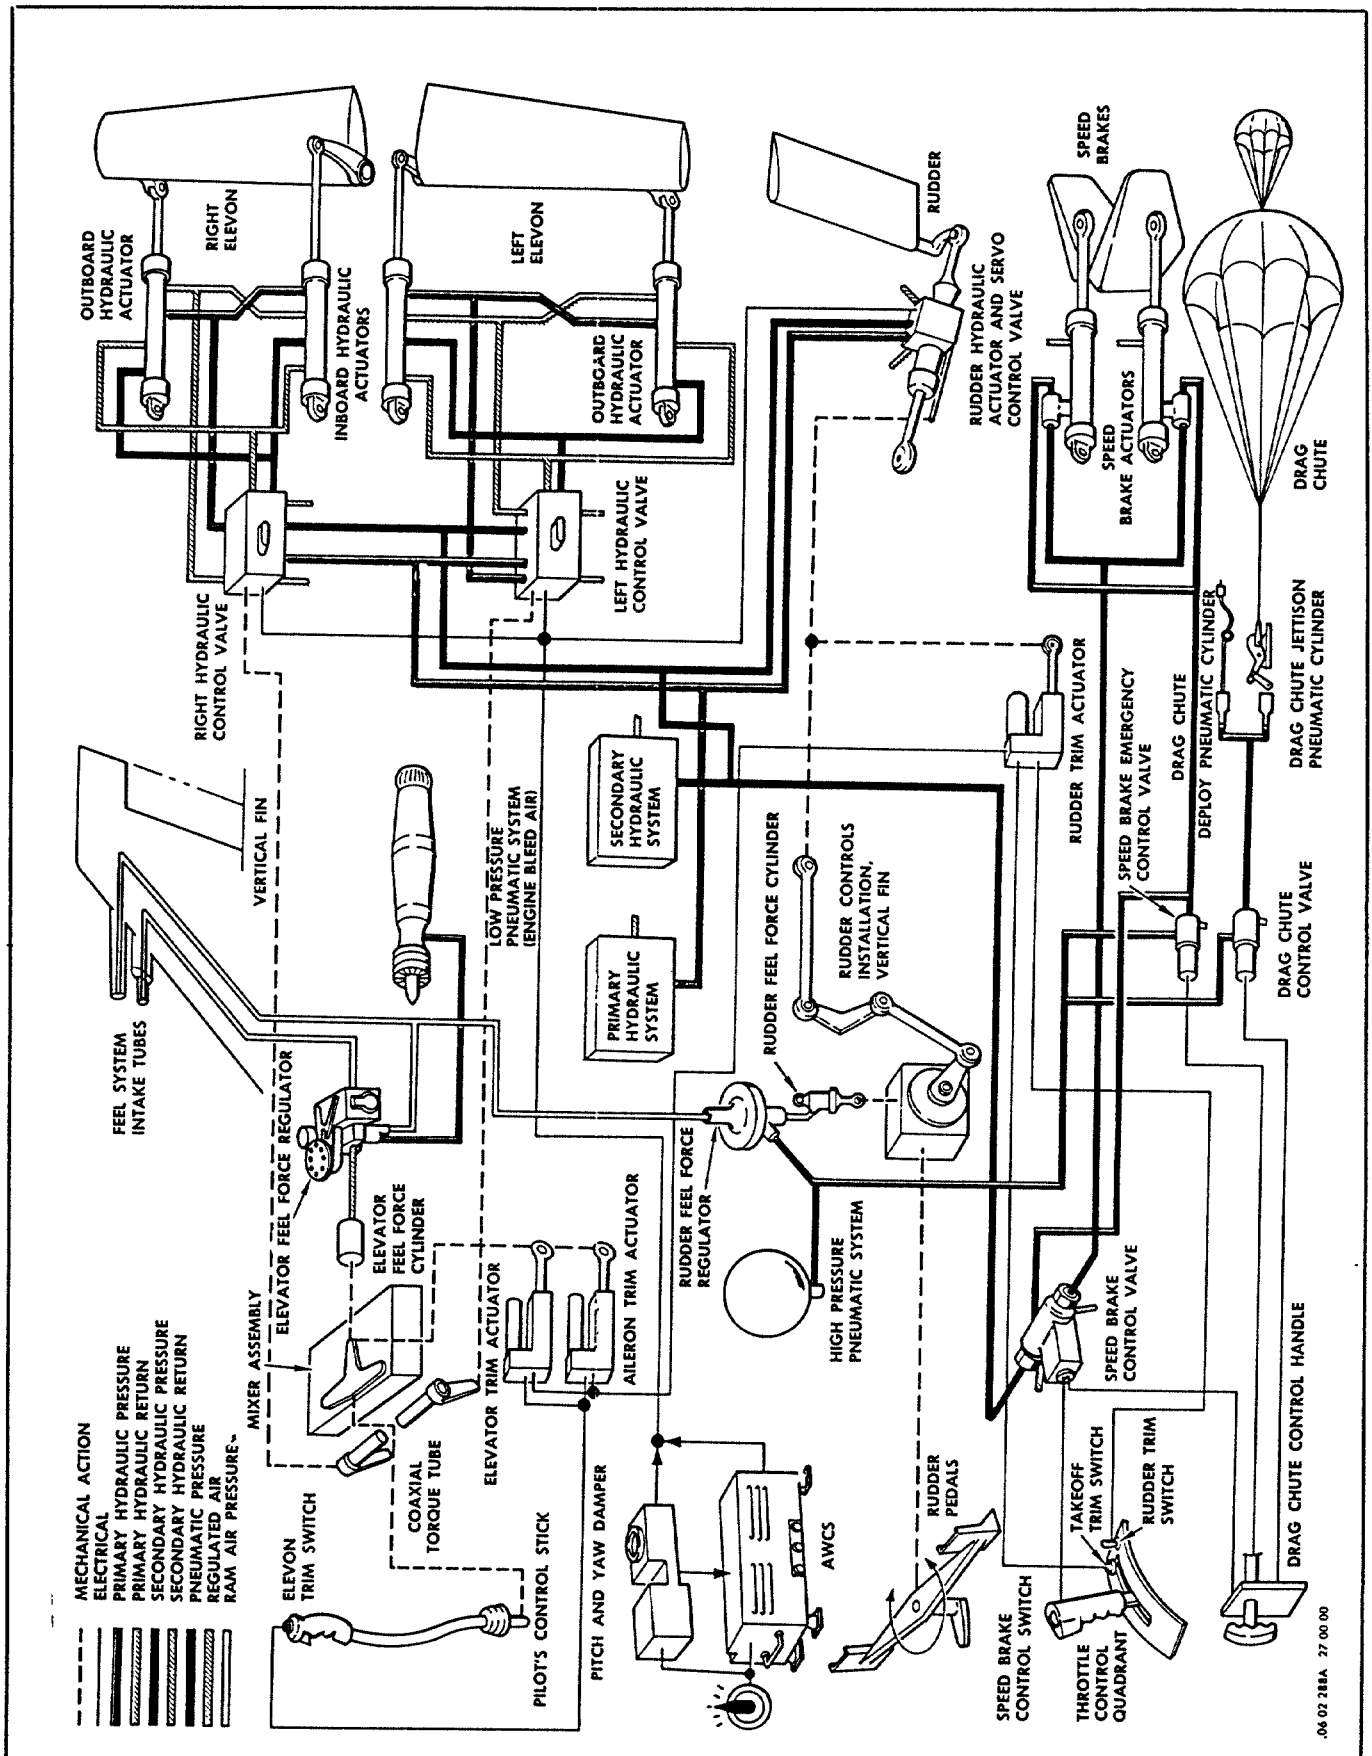 MECHANICAL ACTION
ELECTRICAL
PRIMARY HYDRAULIC PRESSURE
PRIMARY HYDRAULIC RETURN
SECONDARY HYDRAULIC PRESSURE
SECONDARY HYDRAULIC RETURN
PNEUMATIC PRESSURE
REGULATED AIR
RAM AIR PRESSURE
FEEL SYSTEM
INTAKE TUBES
VERTICAL FIN
RIGHT HYDRAULIC
CONTROL VALVE
OUTBOARD
HYDRAULIC
ACTUATOR
RIGHT
ELEVON
INBOARD HYDRAULIC
ACTUATORS
LEFT
ELEVON
OUTBOARD
HYDRAULIC
ACTUATOR
LEFT HYDRAULIC
CONTROL VALVE
ELEVON
TRIM SWITCH
MIXER ASSEMBLY
ELEVATOR FEEL FORCE REGULATOR
ELEVATOR
FEEL FORCE
CYLINDER
COAXIAL
TORQUE TUBE
PILOT'S CONTROL STICK
ELEVATOR TRIM ACTUATOR
AILERON TRIM ACTUATOR
LOW PRESSURE
PNEUMATIC SYSTEM
(ENGINE BLEED AIR)
PRIMARY
HYDRAULIC
SYSTEM
SECONDARY
HYDRAULIC
SYSTEM
PITCH AND YAW DAMPER
AWCS
RUDDER FEEL FORCE
REGULATOR
RUDDER FEEL FORCE CYLINDER
RUDDER CONTROLS
INSTALLATION,
VERTICAL FIN
HIGH PRESSURE
PNEUMATIC SYSTEM
RUDDER
RUDDER HYDRAULIC
ACTUATOR AND SERVO
CONTROL VALVE
RUDDER
PEDALS
RUDDER TRIM ACTUATOR
SPEED
BRAKES
SPEED
BRAKE ACTUATORS
SPEED BRAKE
CONTROL SWITCH
THROTTLE
CONTROL
QUADRANT
TAKEOFF
TRIM SWITCH
RUDDER TRIM
SWITCH
SPEED BRAKE
CONTROL VALVE
SPEED BRAKE EMERGENCY
CONTROL VALVE
DRAG CHUTE
DEPLOY PNEUMATIC CYLINDER
DRAG CHUTE CONTROL HANDLE
DRAG CHUTE
CONTROL VALVE
DRAG CHUTE JETTISON
PNEUMATIC CYLINDER
DRAG
CHUTE
.06 02 288A 27 00 00